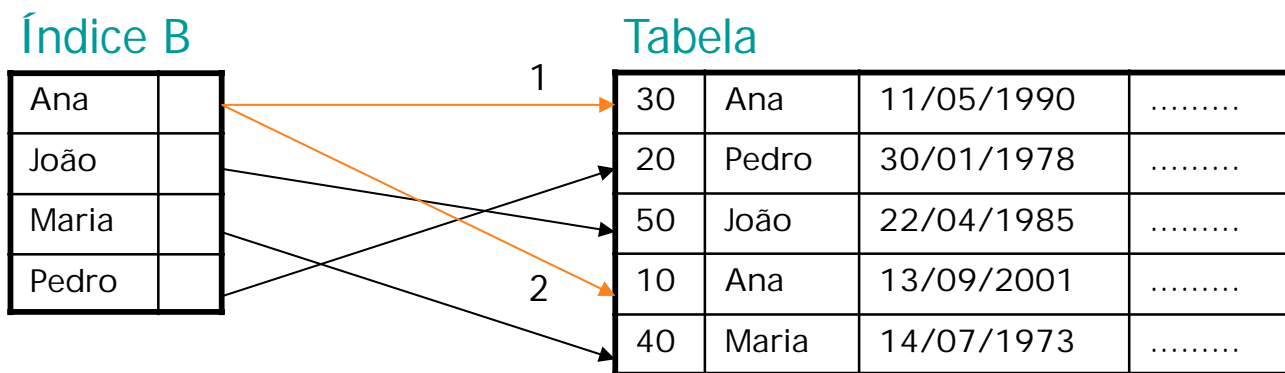 Índice B
Tabela
Ana
João
Maria
Pedro
1
2
30 Ana 11/05/1990 .........
20 Pedro 30/01/1978 .........
50 João 22/04/1985 .........
10 Ana 13/09/2001 .........
40 Maria 14/07/1973 .........